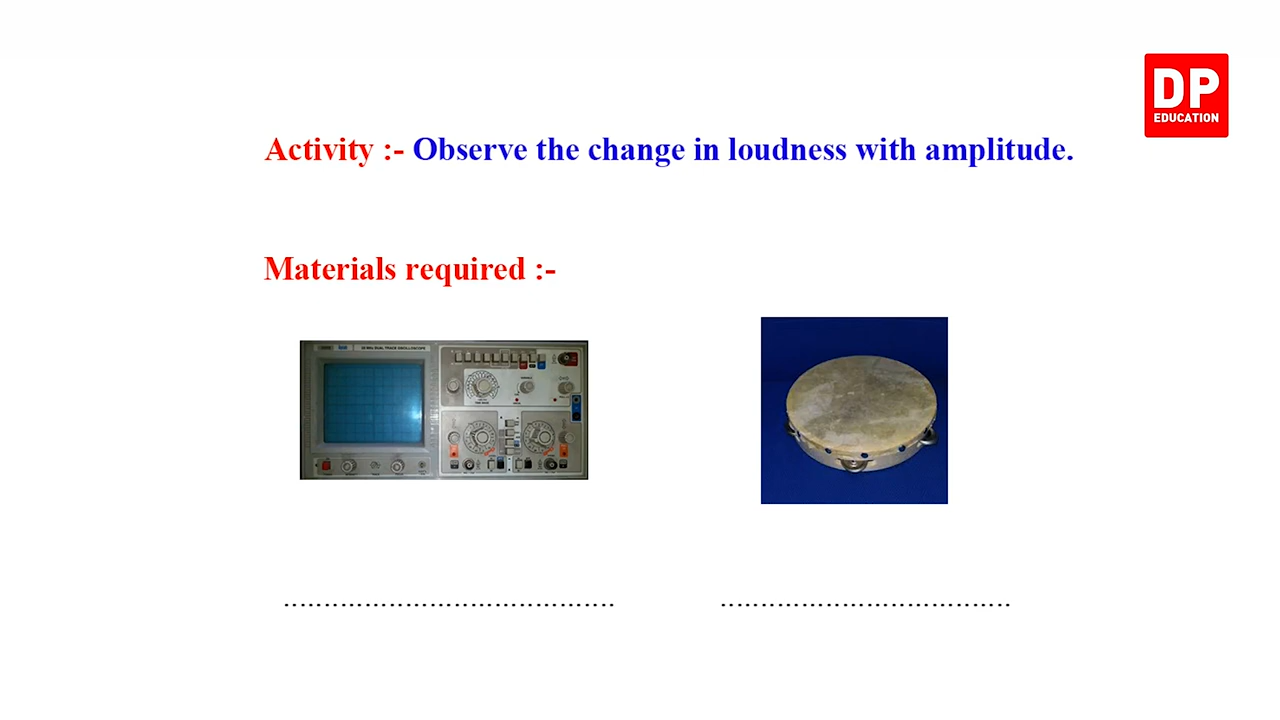 DP
EDUCATION
Activity :- Observe the change in loudness with amplitude.
Materials required :-
........................................ ....................................